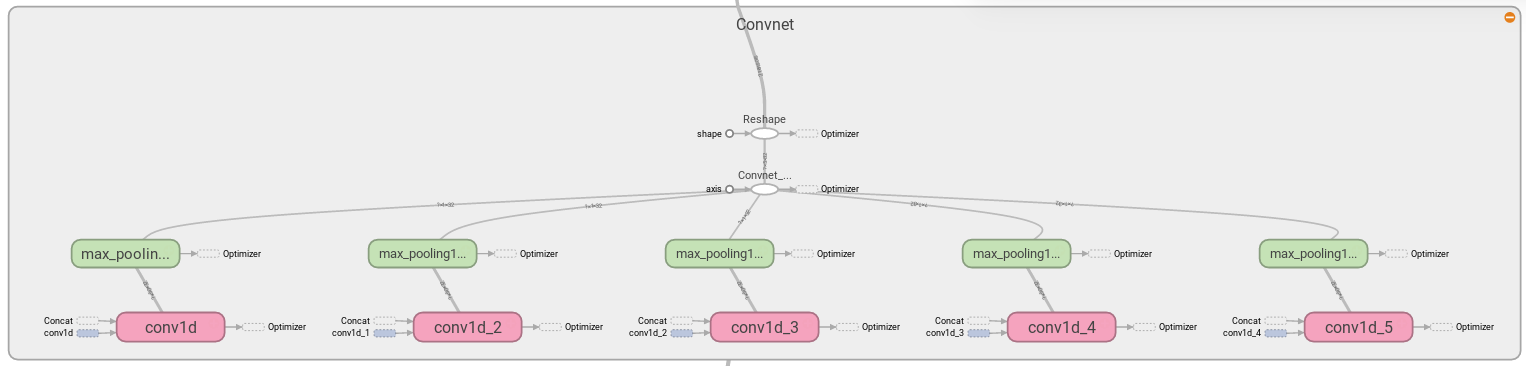 Convnet
Reshape
shape Optimizer
Convnet_...
axis Optimizer
max_poolin... Optimizer max_pooling1... Optimizer max_pooling1... Optimizer max_pooling1... Optimizer max_pooling1... Optimizer
Concat Concat Concat Concat Concat
conv1d conv1d Optimizer conv1d_1 conv1d_2 Optimizer conv1d_2 conv1d_3 Optimizer conv1d_3 conv1d_4 Optimizer conv1d_4 conv1d_5 Optimizer